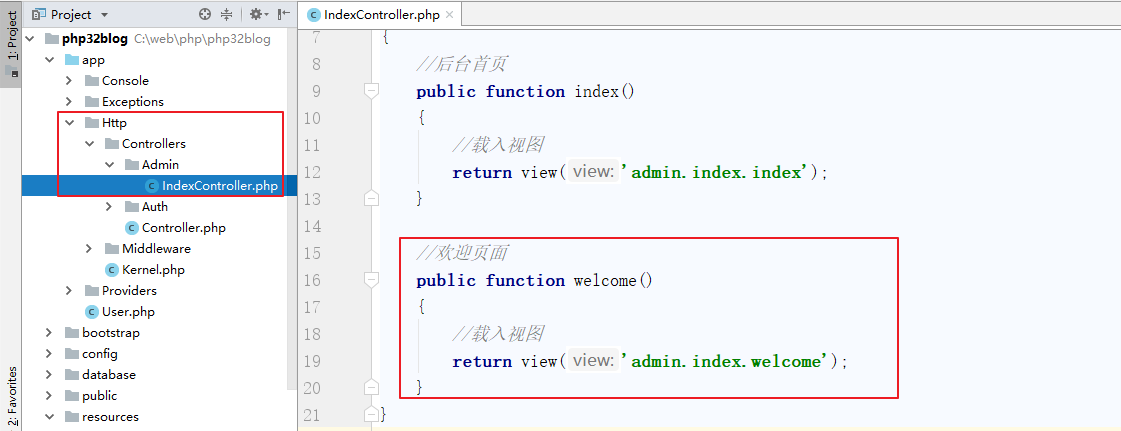 1: Project
2: Favorites
Project
php32blog C:\web\php\php32blog
app
Console
Exceptions
Http
Controllers
Admin
IndexController.php
Auth
Controller.php
Middleware
Kernel.php
Providers
User.php
bootstrap
config
database
public
resources
IndexController.php
7 {
8 //后台首页
9 public function index()
10 {
11 //载入视图
12 return view( view: 'admin.index.index');
13 }
14
15 //欢迎页面
16 public function welcome()
17 {
18 //载入视图
19 return view( view: 'admin.index.welcome');
20 }
21 }